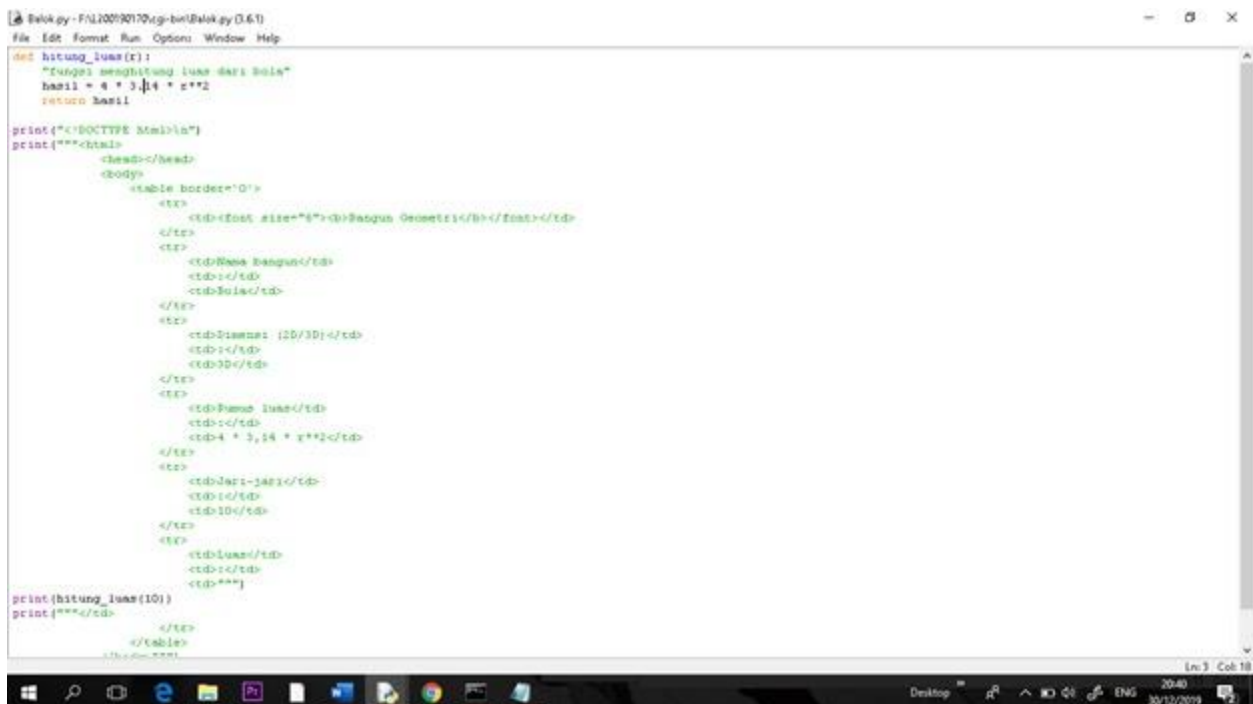 Balok.py - F:\L200190170\cgi-bin\Balok.py (3.6.1)
File Edit Format Run Options Window Help
def hitung_luas(r):
"fungsi menghitung luas dari bola"
hasil = 4 * 3.14 * r**2
return hasil
print("<!DOCTYPE html>\n")
print("""<html>
<head></head>
<body>
<table border='0'>
<tr>
<td><font size="6"><b>Bangun Geometri</b></font></td>
</tr>
<tr>
<td>Nama bangun</td>
<td>:</td>
<td>Bola</td>
</tr>
<tr>
<td>Dimensi (2D/3D)</td>
<td>:</td>
<td>3D</td>
</tr>
<tr>
<td>Rumus luas</td>
<td>:</td>
<td>4 * 3,14 * r**2</td>
</tr>
<tr>
<td>Jari-jari</td>
<td>:</td>
<td>10</td>
</tr>
<tr>
<td>luas</td>
<td>:</td>
<td>""")
print(hitung_luas(10))
print("""</td>
</tr>
</table>
Ln: 3 Col: 18
Desktop
ENG
20:40
30/12/2019